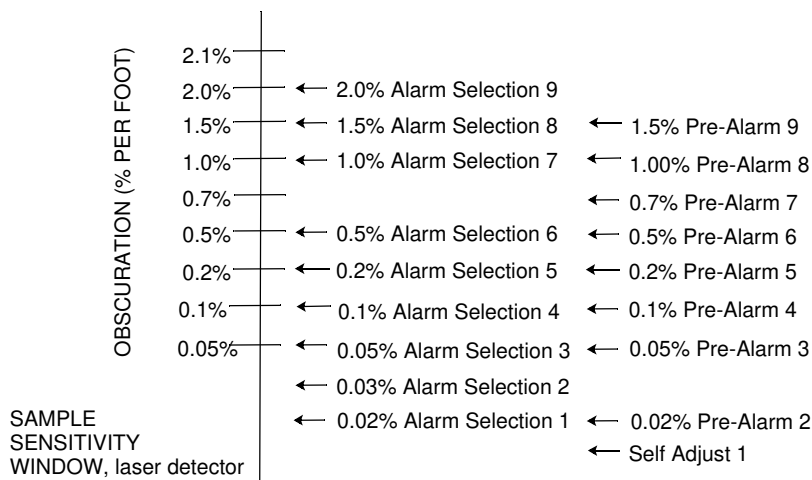 OBSCURATION (% PER FOOT)
2.1%
2.0%
2.0% Alarm Selection 9
1.5%
1.5% Alarm Selection 8
1.5% Pre-Alarm 9
1.0%
1.0% Alarm Selection 7
1.00% Pre-Alarm 8
0.7%
0.7% Pre-Alarm 7
0.5%
0.5% Alarm Selection 6
0.5% Pre-Alarm 6
0.2%
0.2% Alarm Selection 5
0.2% Pre-Alarm 5
0.1%
0.1% Alarm Selection 4
0.1% Pre-Alarm 4
0.05%
0.05% Alarm Selection 3
0.05% Pre-Alarm 3
0.03% Alarm Selection 2
0.02% Alarm Selection 1
0.02% Pre-Alarm 2
Self Adjust 1
SAMPLE
SENSITIVITY
WINDOW, laser detector